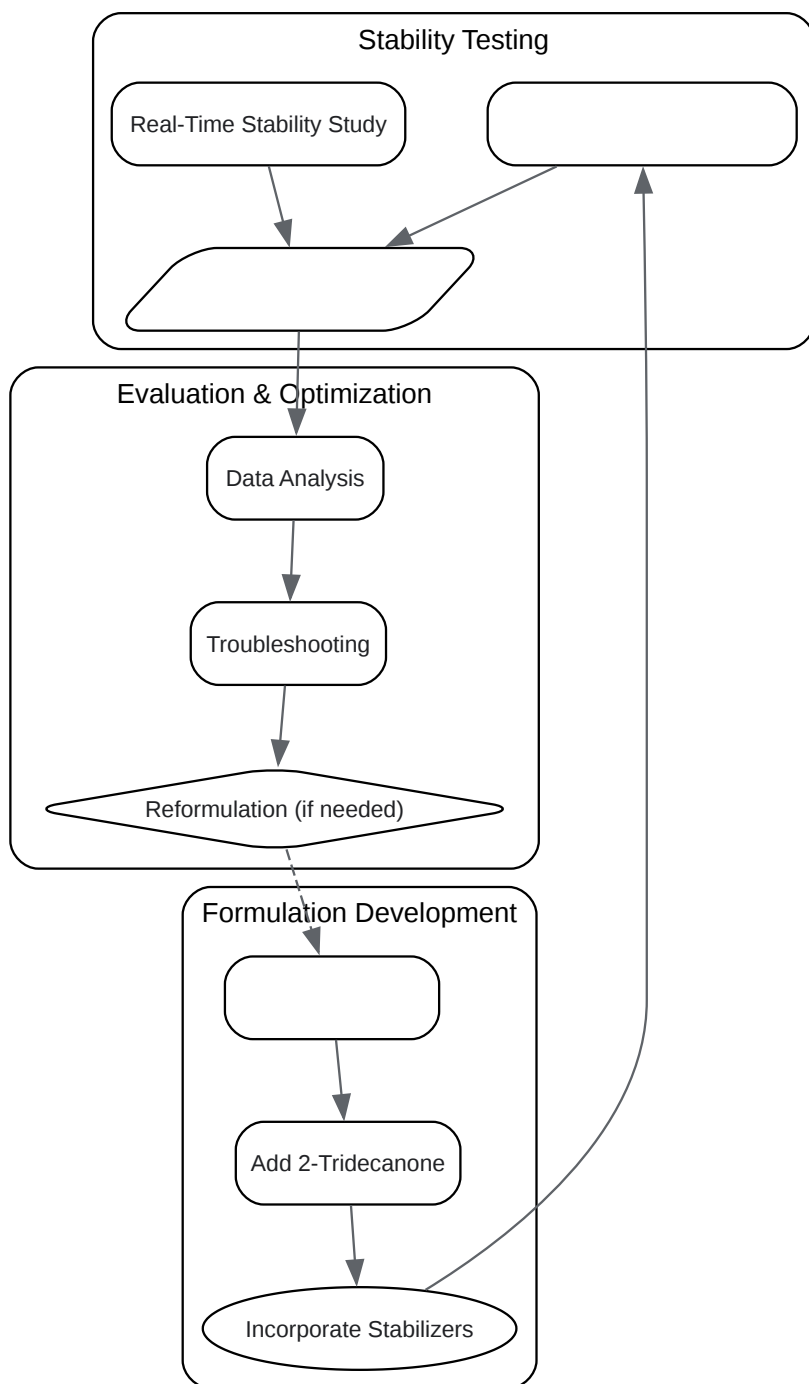 Stability Testing
Real-Time Stability Study
Evaluation & Optimization
Data Analysis
Troubleshooting
Reformulation (if needed)
Formulation Development
Add 2-Tridecanone
Incorporate Stabilizers